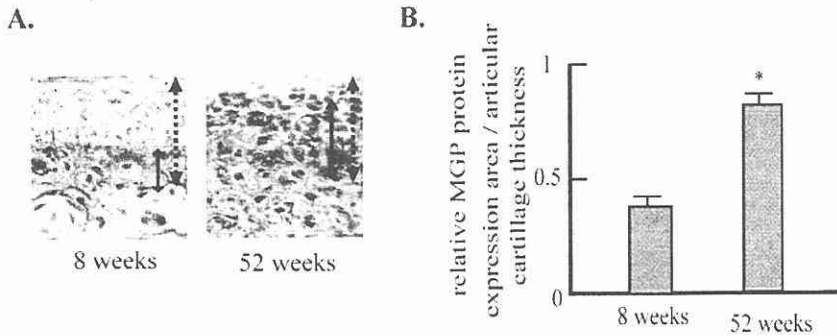 A.
8 weeks
52 weeks
B.
relative MGP protein
expression area / articular
cartillage thickness
1
0.5
0
*
8 weeks
52 weeks